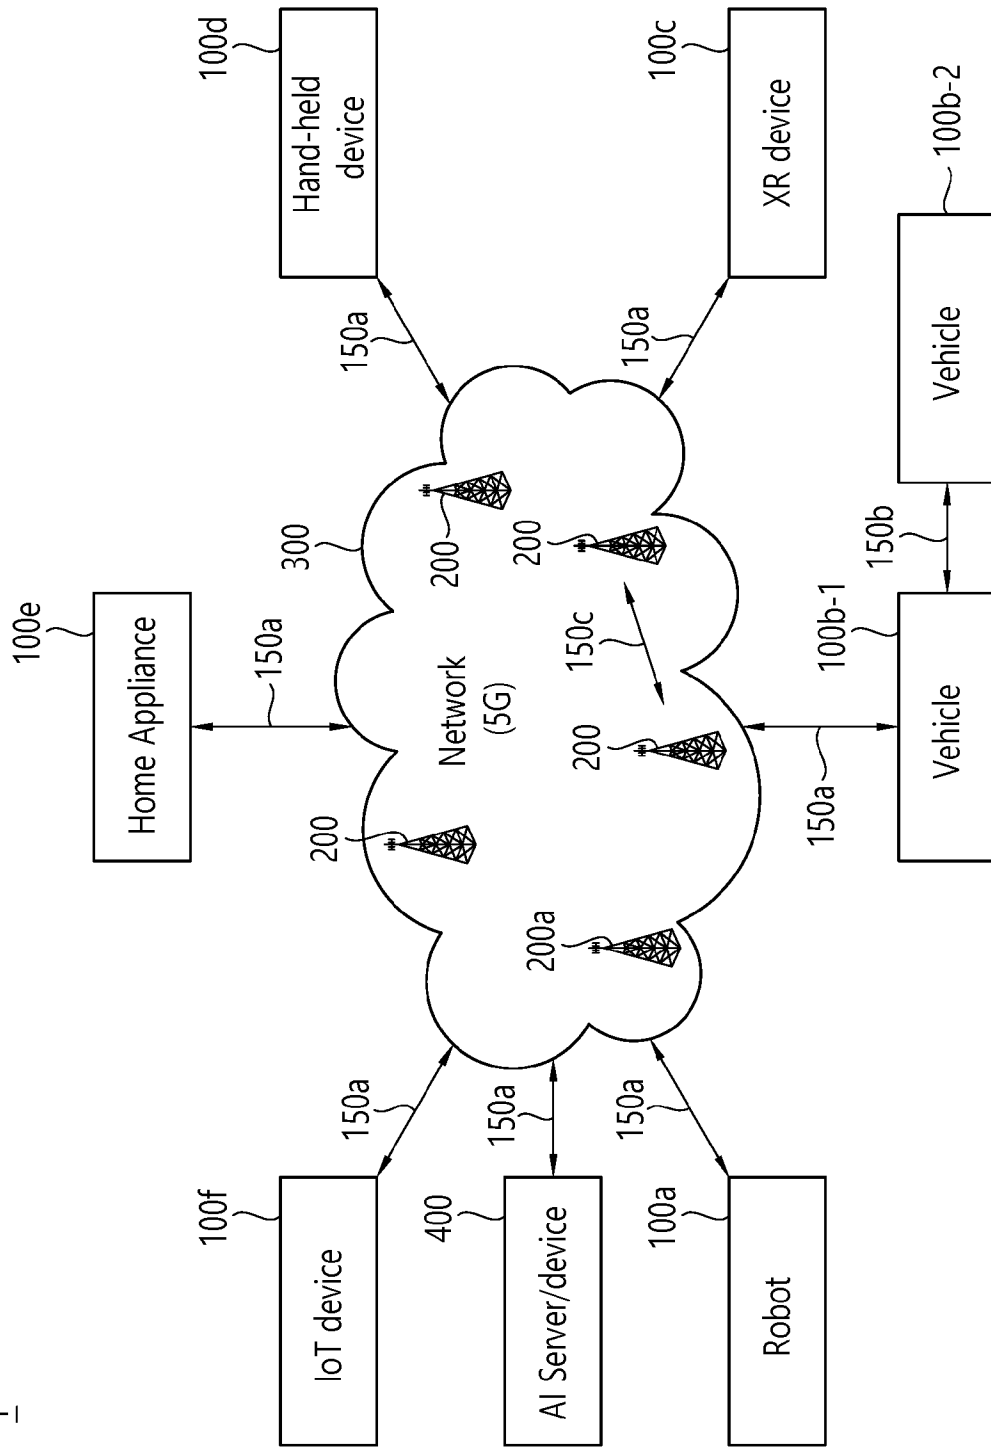 1
100e
Home Appliance
100f
100d
150a
300
Hand-held
device
200
IoT device
150a
150a
400
200
Network
(5G)
150a
200
200a
AI Server/device
150c
200
150a
150a
100a
100c
Robot
XR device
150a
100b-1
150b
Vehicle
Vehicle
100b-2